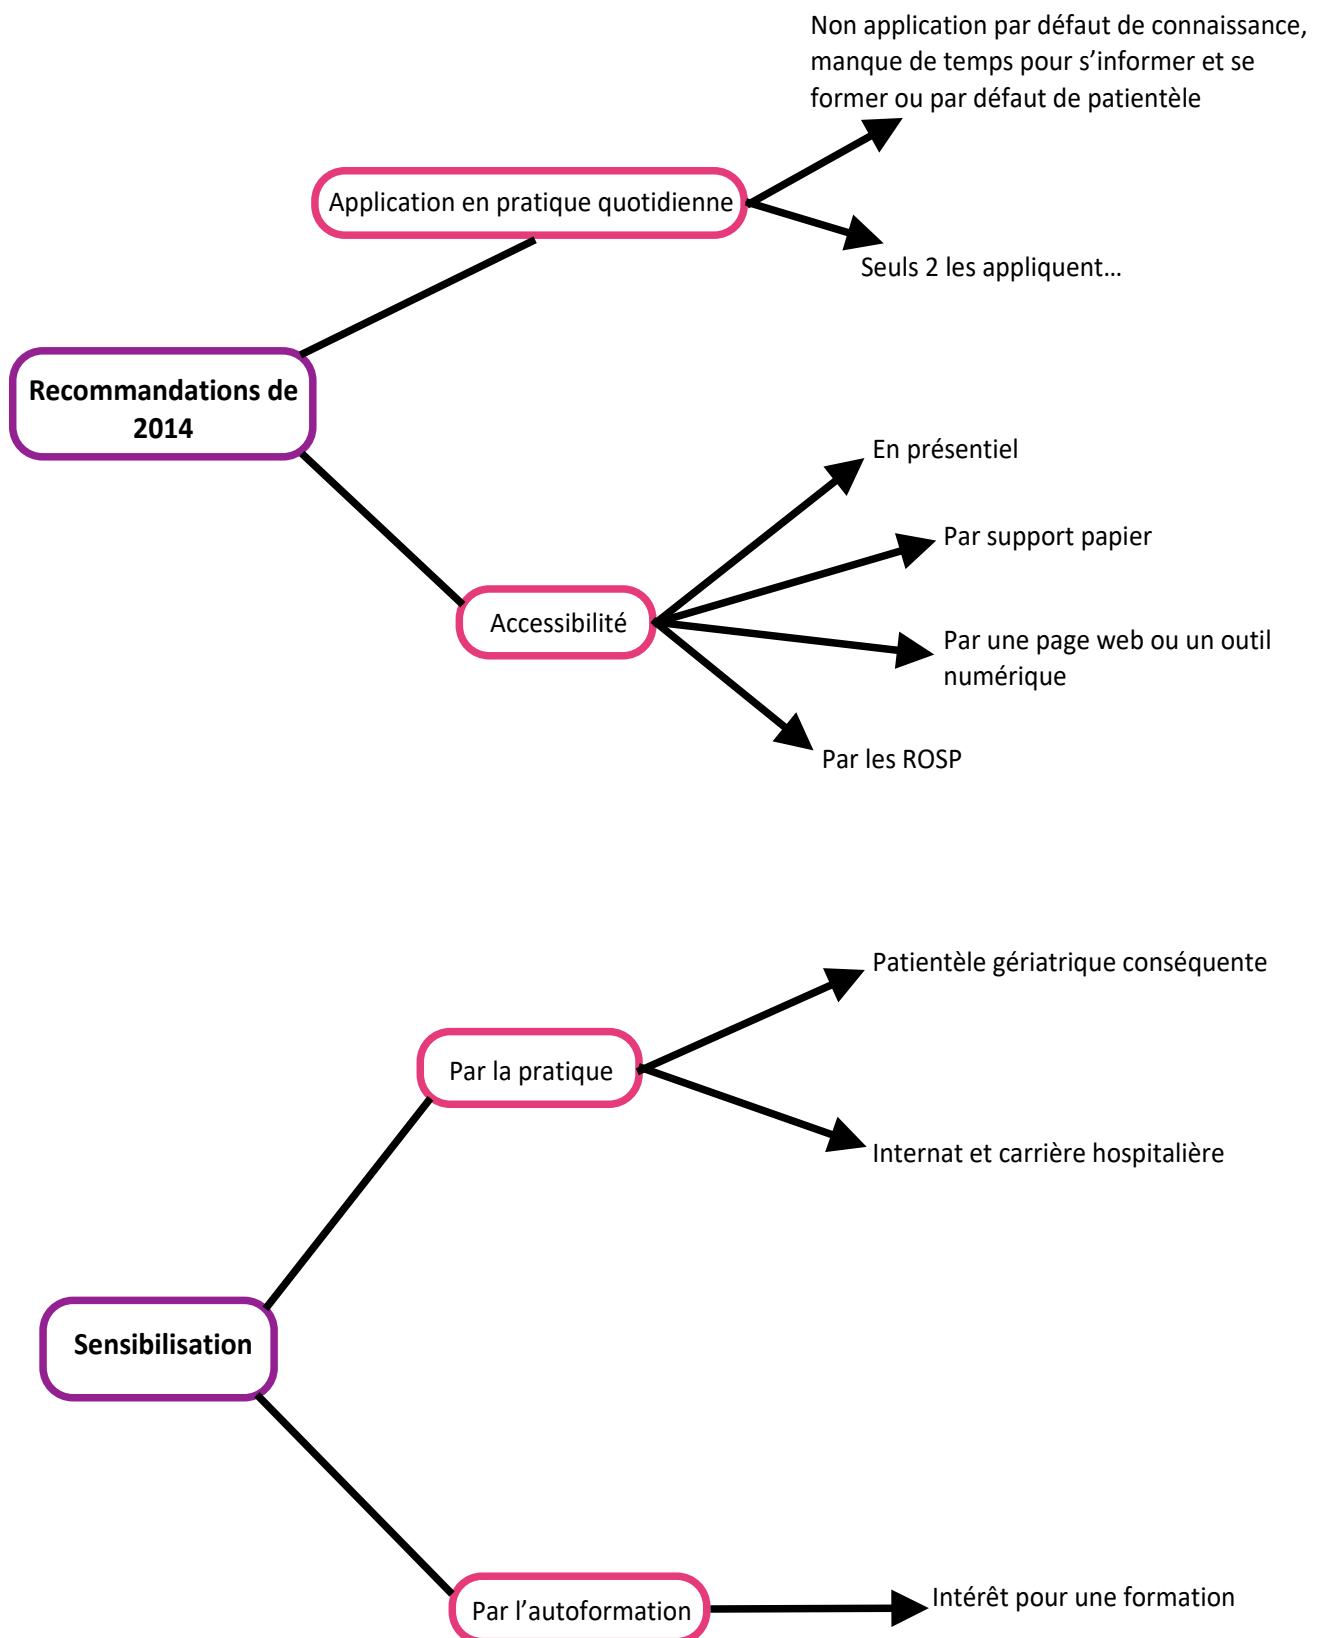 Non application par défaut de connaissance,
manque de temps pour s’informer et se
former ou par défaut de patientèle
Application en pratique quotidienne
Seuls 2 les appliquent…
Recommandations de
2014
En présentiel
Par support papier
Accessibilité
Par une page web ou un outil
numérique
Par les ROSP
Patientèle gériatrique conséquente
Par la pratique
Internat et carrière hospitalière
Sensibilisation
Par l’autoformation
Intérêt pour une formation